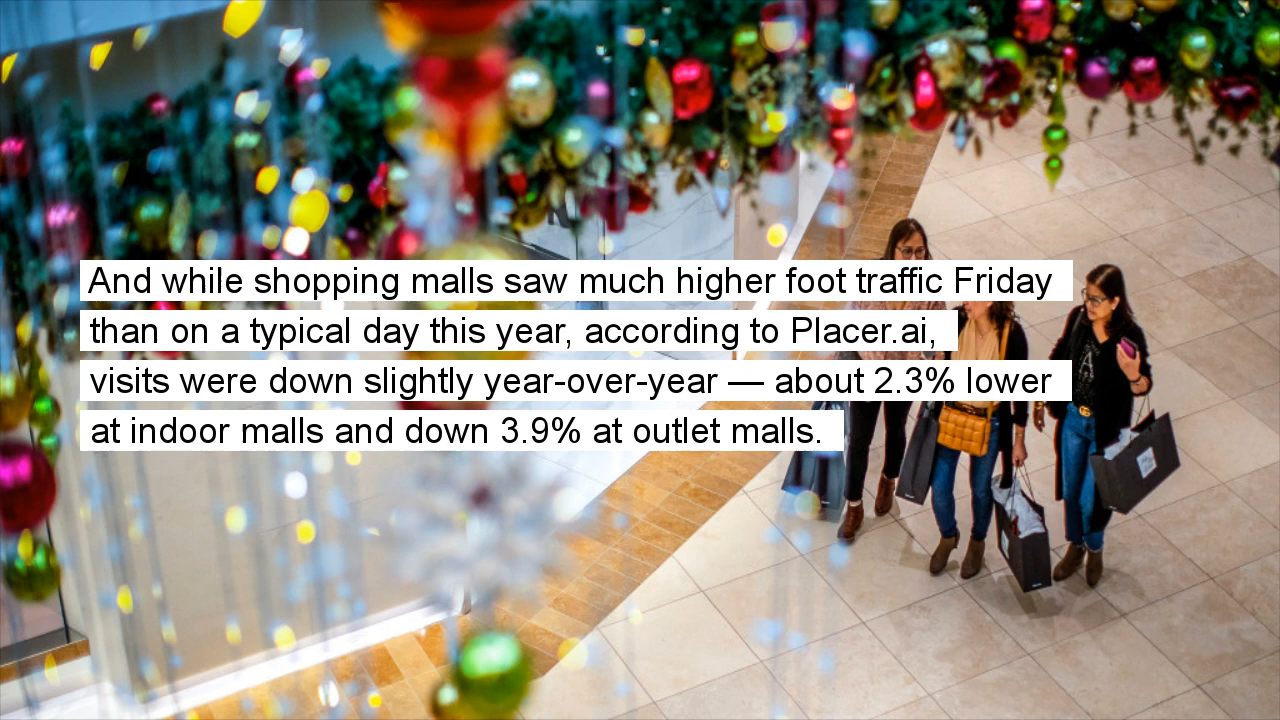 And while shopping malls saw much higher foot traffic Friday
than on a typical day this year, according to Placer.ai,
visits were down slightly year-over-year — about 2.3% lower
at indoor malls and down 3.9% at outlet malls.